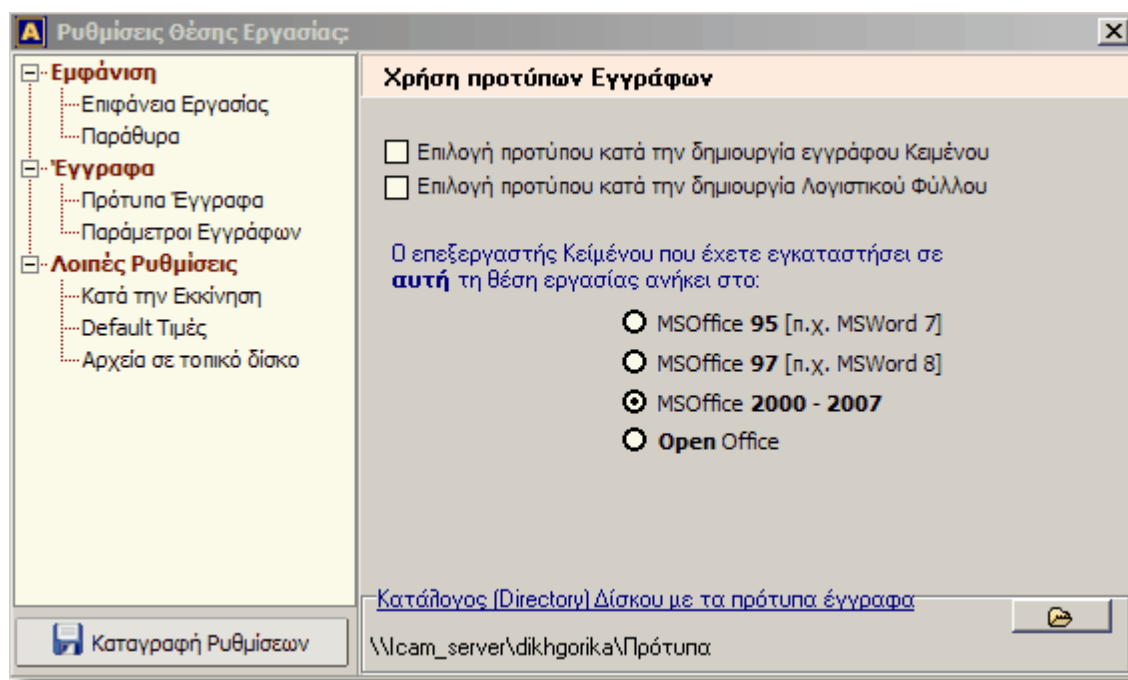 A Ρυθμίσεις Θέσης Εργασίας:
Εμφάνιση
Επιφάνεια Εργασίας
Παράθυρα
Έγγραφα
Πρότυπα Έγγραφα
Παράμετροι Εγγράφων
Λοιπές Ρυθμίσεις
Κατά την Εκκίνηση
Default Τιμές
Αρχεία σε τοπικό δίσκο
Καταγραφή Ρυθμίσεων
Χρήση προτύπων Εγγράφων
Επιλογή προτύπου κατά την δημιουργία εγγράφου Κειμένου
Επιλογή προτύπου κατά την δημιουργία Λογιστικού Φύλλου
Ο επεξεργαστής Κείμένου που έχετε εγκαταστήσει σε
αυτή τη θέση εργασίας ανήκει στο:
MSOffice 95 [π.χ. MSWord 7]
MSOffice 97 [π.χ. MSWord 8]
MSOffice 2000 - 2007
Open Office
Κατάλογος (Directory) Δίσκου με τα πρότυπα έγγραφα
\\Icam_server\dikhgorika\Πρότυπα